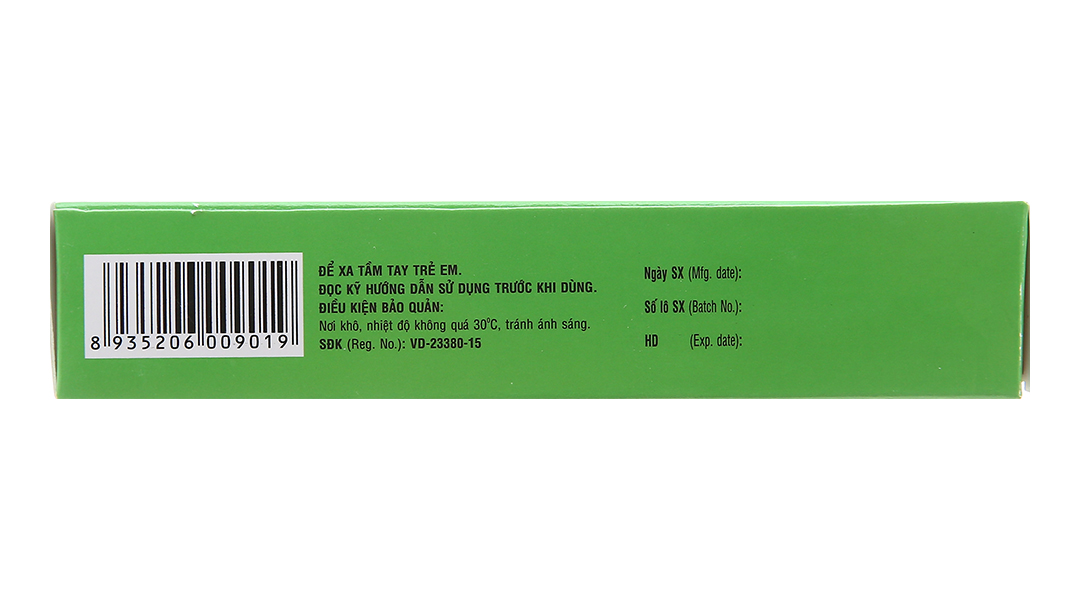 ĐỂ XA TẦM TAY TRẺ EM.
ĐỌC KỸ HƯỚNG DẪN SỬ DỤNG TRƯỚC KHI DÙNG.
ĐIỀU KIỆN BẢO QUẢN:
Nơi khô, nhiệt độ không quá 30°C, tránh ánh sáng.
SĐK (Reg. No.): VD-23380-15
8 935206 009019
Ngày SX (Mfg. date):
Số lô SX (Batch No.):
HD (Exp. date):